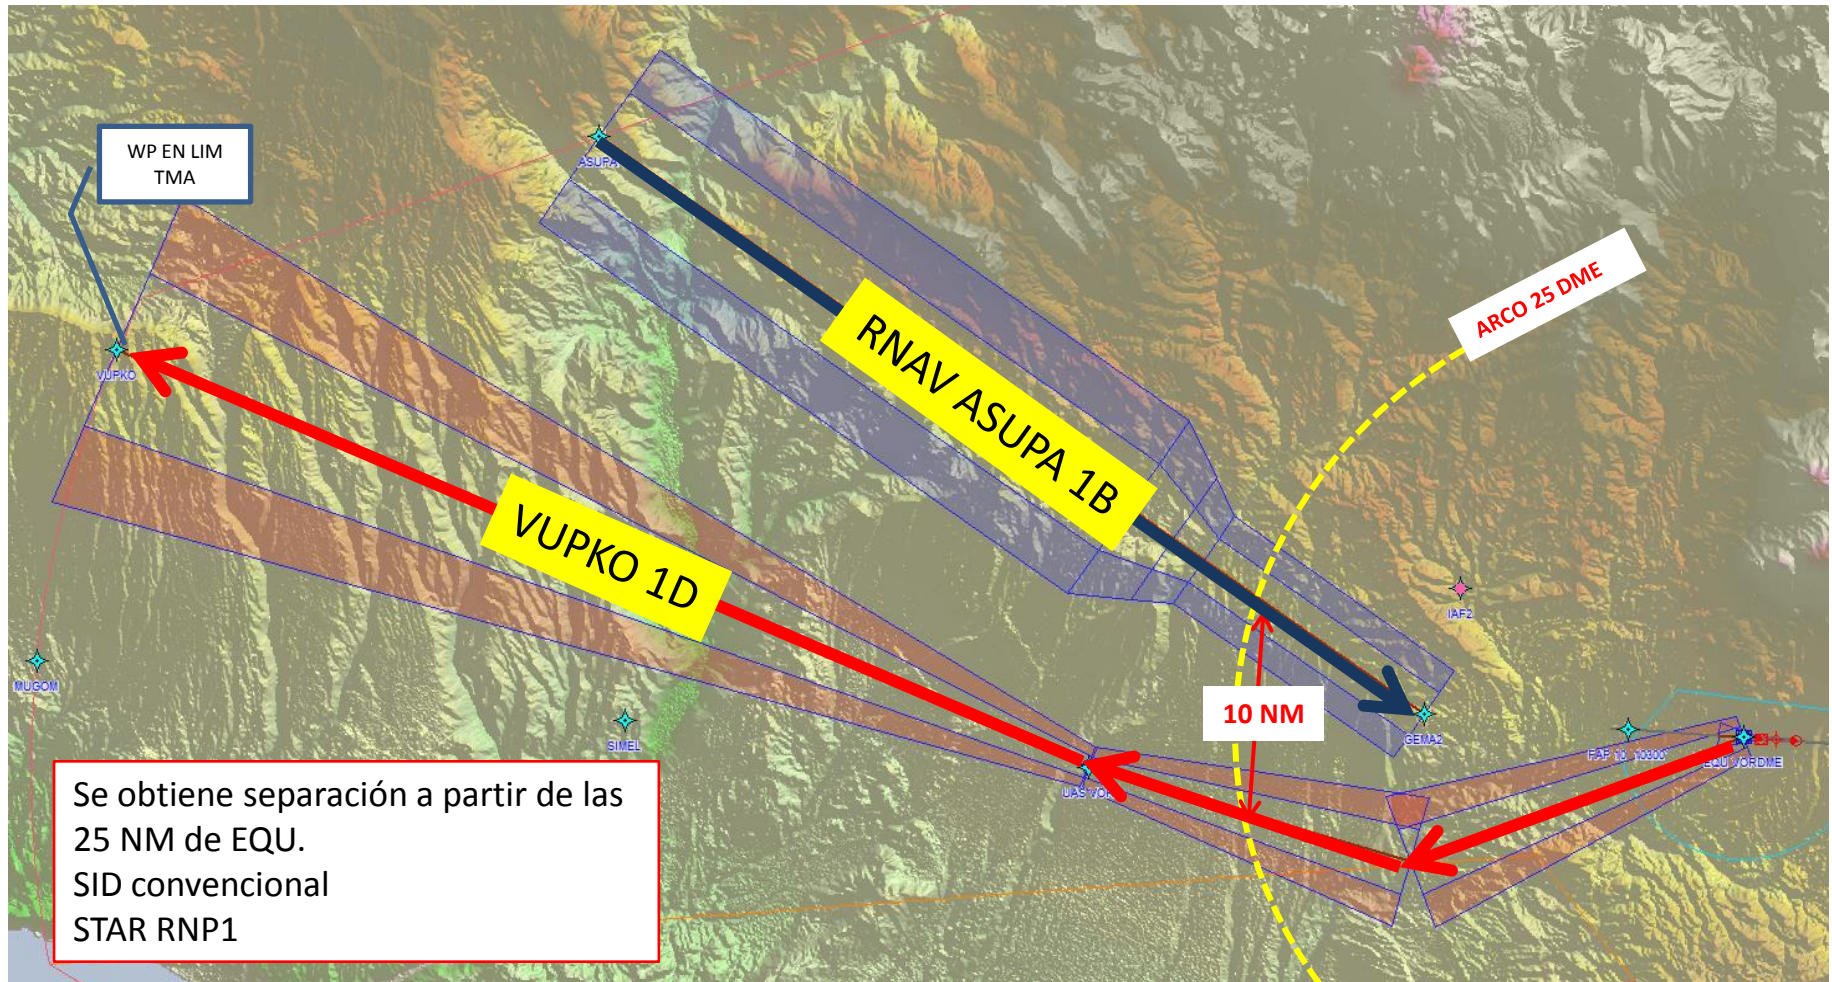 WP EN LIM
TMA
ASUPA
ARCO 25 DME
VUPKO
RNAV ASUPA 1B
VUPKO 1D
IAF2
MUGOM
SIMEL
10 NM
GEMA2
EQU VORDME
Se obtiene separación a partir de las
25 NM de EQU.
SID convencional
STAR RNP1